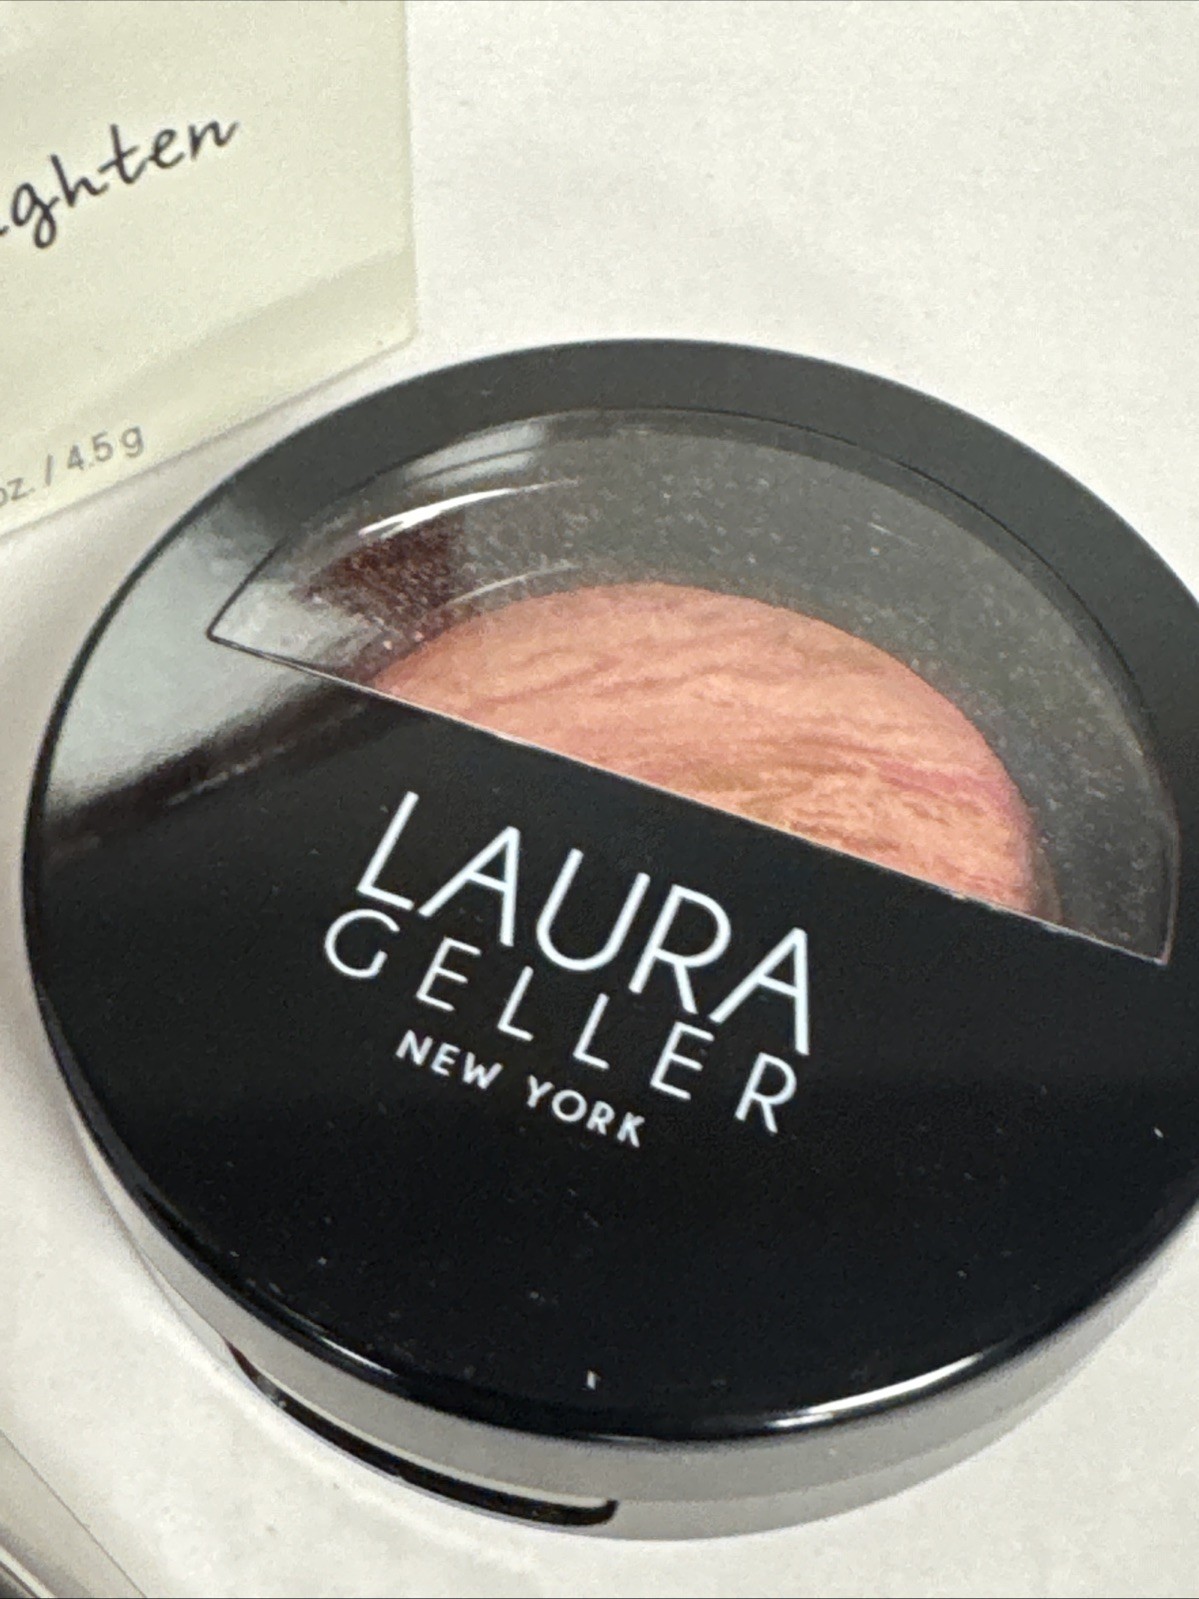 ghten
oz. / 4.5 g
LAURA
GELLER
NEW YORK